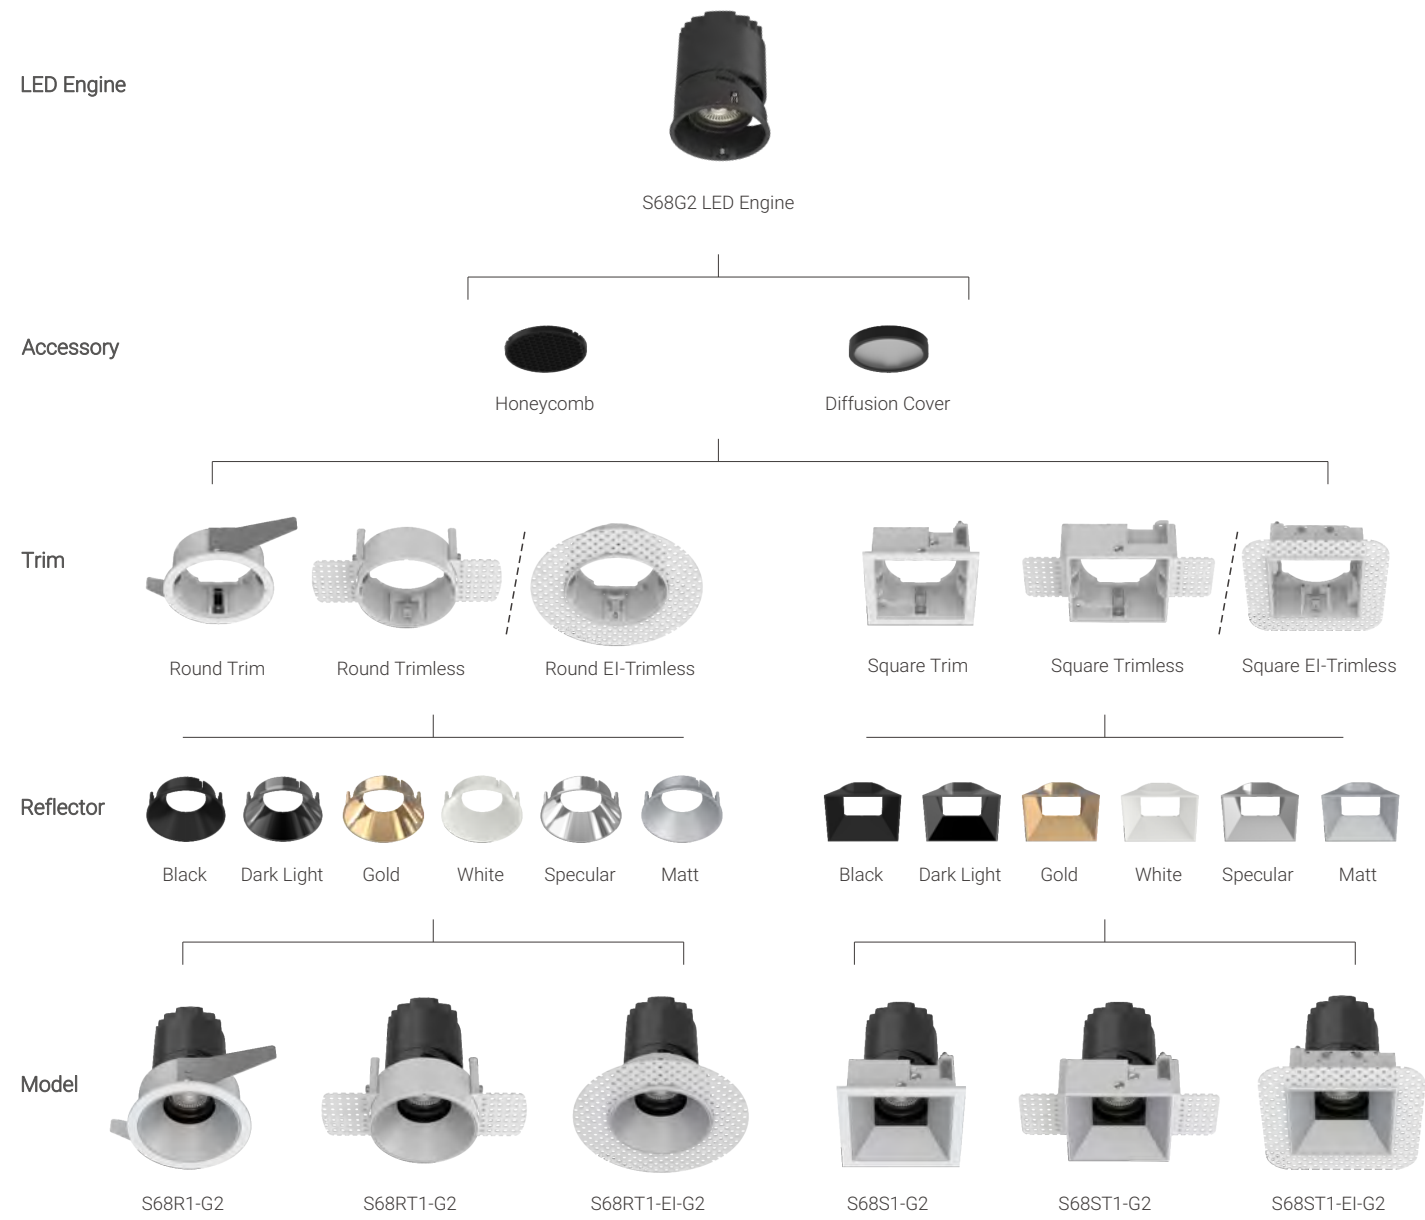 LED Engine
S68G2 LED Engine
Accessory
Honeycomb
Diffusion Cover
Trim
Round Trim
Round Trimless
Round EI-Trimless
Square Trim
Square Trimless
Square EI-Trimless
Reflector
Black
Dark Light
Gold
White
Specular
Matt
Black
Dark Light
Gold
White
Specular
Matt
Model
S68R1-G2
S68RT1-G2
S68RT1-EI-G2
S68S1-G2
S68ST1-G2
S68ST1-EI-G2